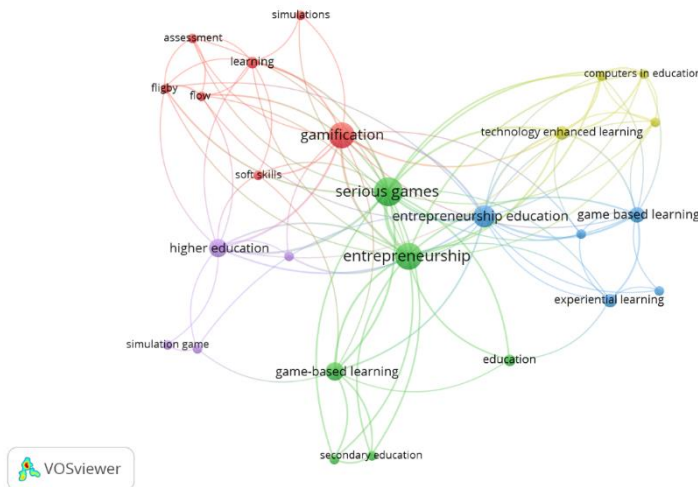 simulations
assessment
learning
fligby
flow
computers in education
gamification
technology enhanced learning
soft skills
serious games
entrepreneurship education
game based learning
higher education
entrepreneurship
experiential learning
simulation game
education
game-based learning
secondary education
VOSviewer